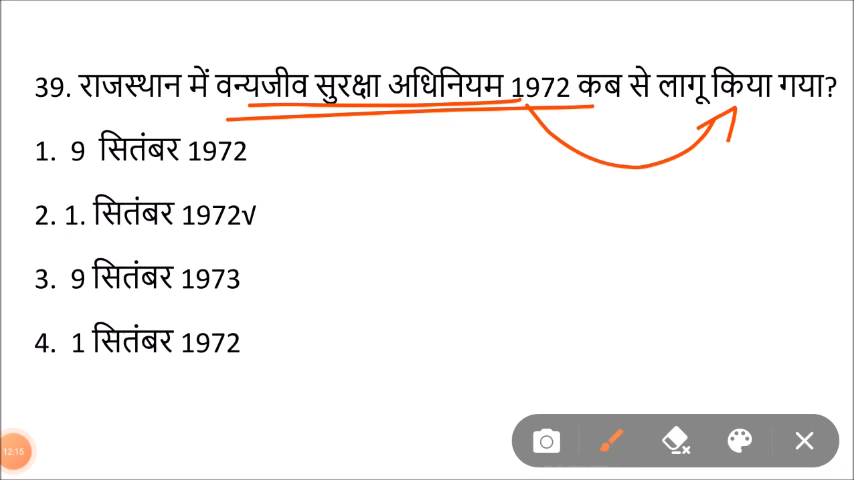 39. राजस्थान में वन्यजीव सुरक्षा अधिनियम 1972 कब से लागू किया गया?
1. 9 सितंबर 1972
2. 1. सितंबर 1972√
3. 9 सितंबर 1973
4. 1 सितंबर 1972
12:15